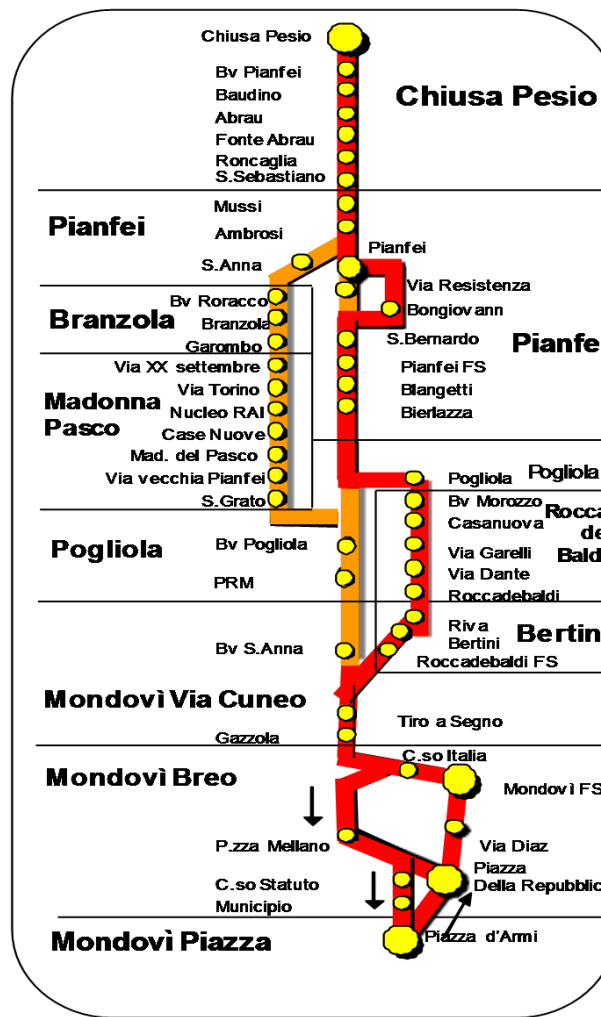 Chiusa Pesio
Bv Pianfei
Baudino
Abrau
Fonte Abrau
Roncaglia
S.Sebastiano
Chiusa Pesio
Mussi
Ambrosi
Pianfei
S.Anna
Pianfei
Via Resistenza
Bongiovann
Bv Roracco
Branzola
Garombo
Branzola
S.Bernardo
Pianfei FS
Blangetti
Bierlazza
Pianfe
Via XX settembre
Via Torino
Nucleo RAI
Case Nuove
Mad. del Pasco
Via vecchia Pianfei
S.Grato
Madonna
Pasco
Pogliola
Pogliola
Bv Morozzo
Casanuova
Via Garelli
Via Dante
Roccadebaldi
Rocca
de
Bald
Bv Pogliola
PRM
Pogliola
Riva
Bertini
Roccadebaldi FS
Bertin
Bv S.Anna
Mondovì Via Cuneo
Tiro a Segno
Gazzola
C.so Italia
Mondovì Breo
Mondovì FS
P.zza Mellano
Via Diaz
Piazza
Della Repubblic
C.so Statuto
Municipio
Mondovì Piazza
Piazza d'Armi